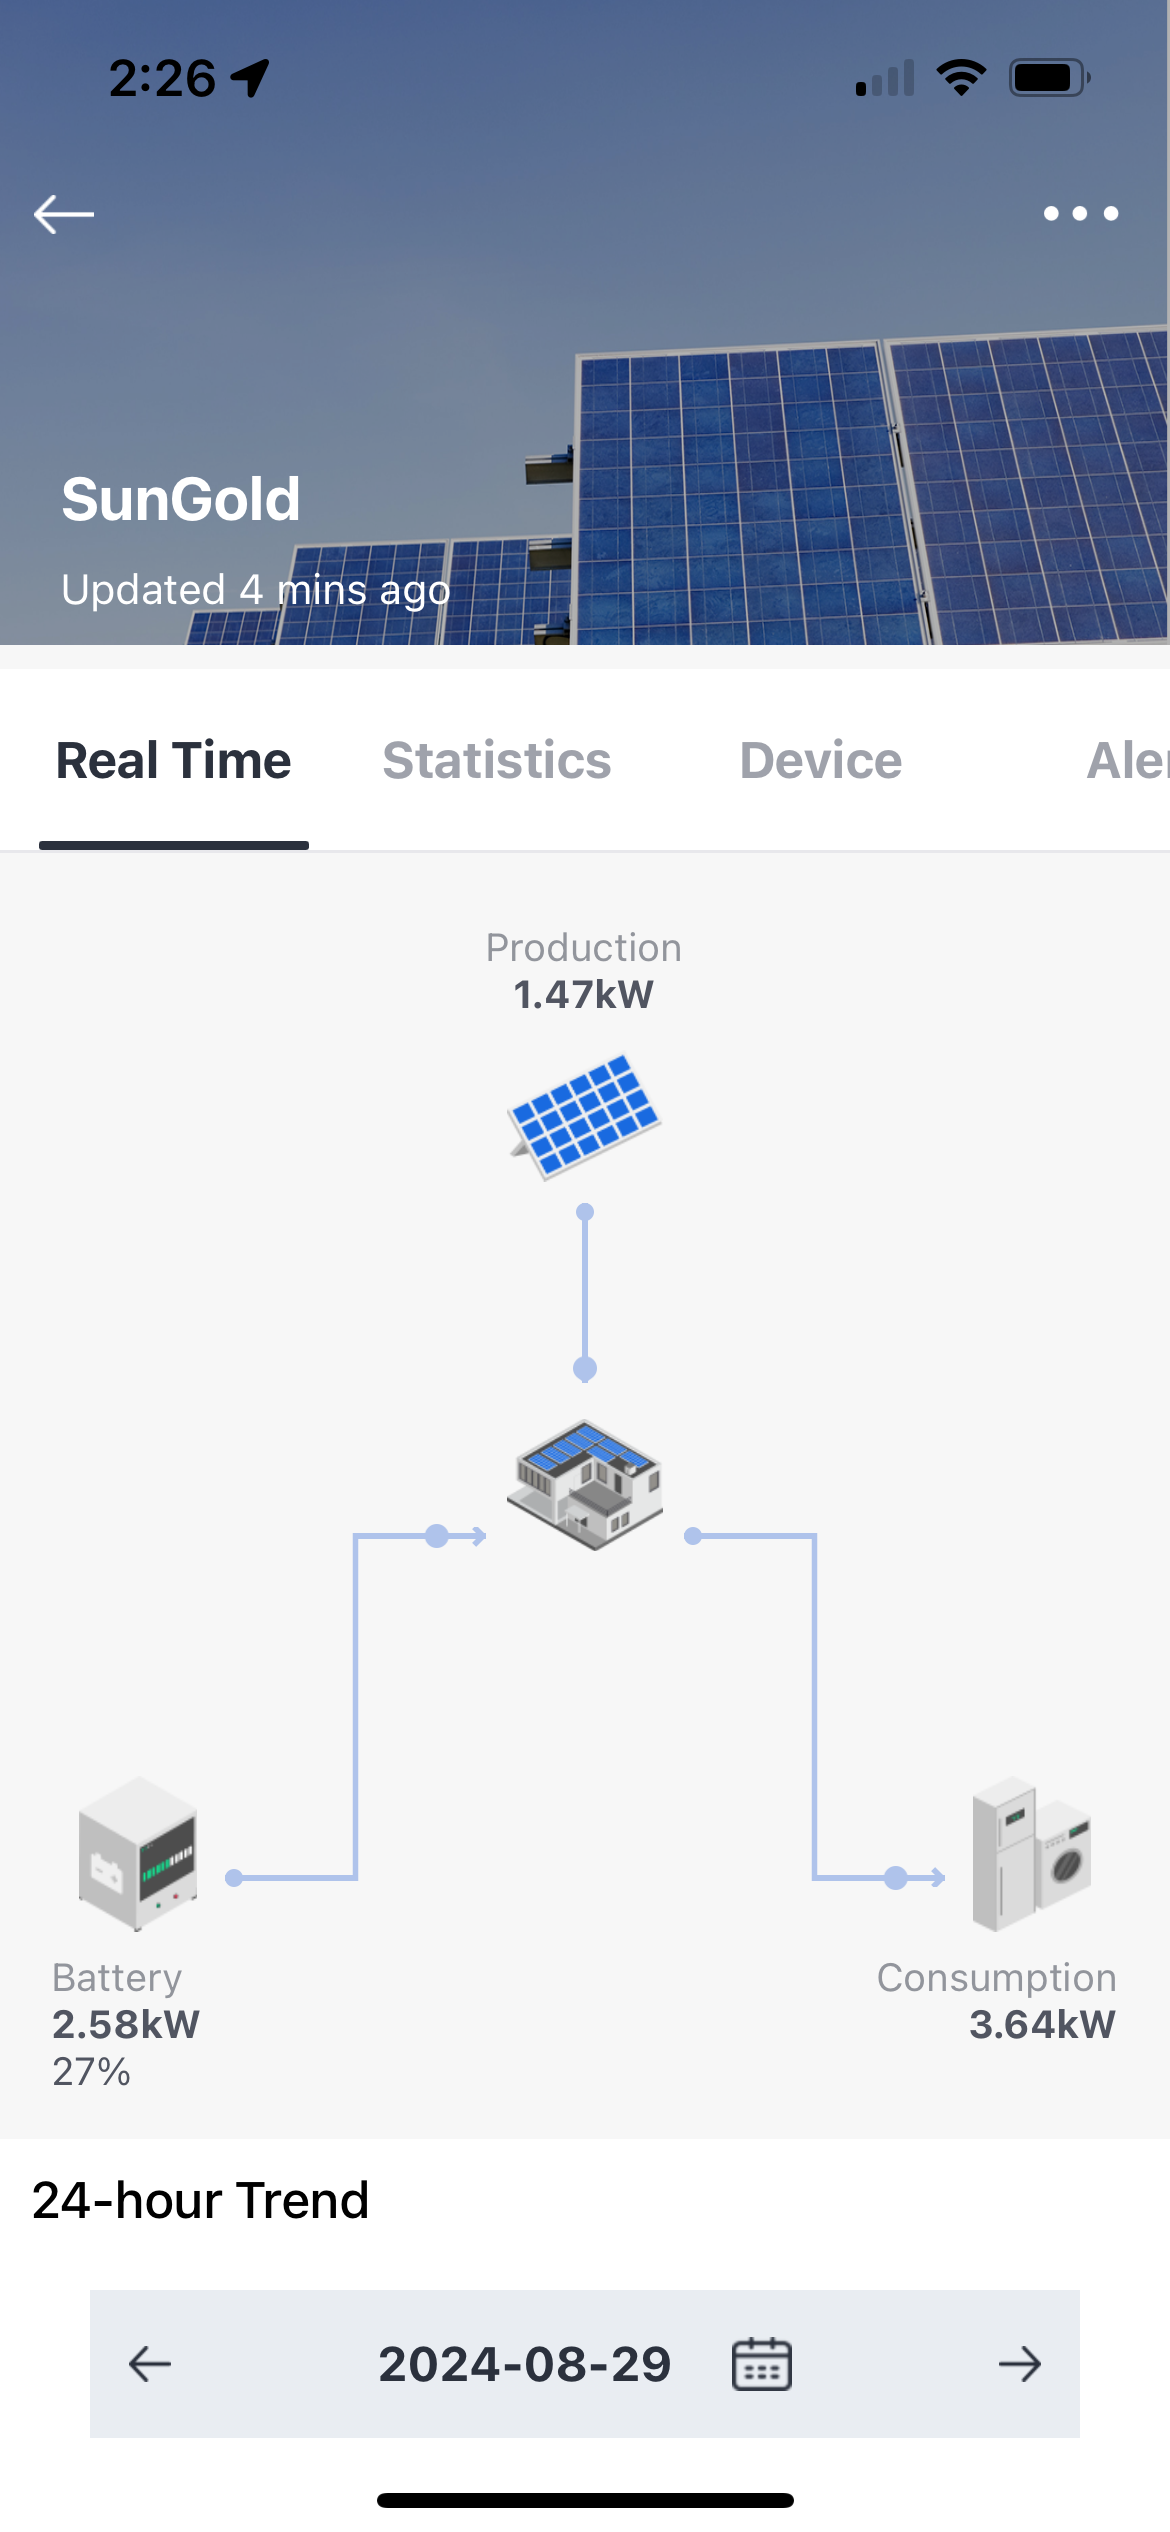 2:26
SunGold
Updated 4 mins ago
Real Time
Statistics
Device
Aler
Production
1.47kW
Battery
2.58kW
27%
Consumption
3.64kW
24-hour Trend
2024-08-29